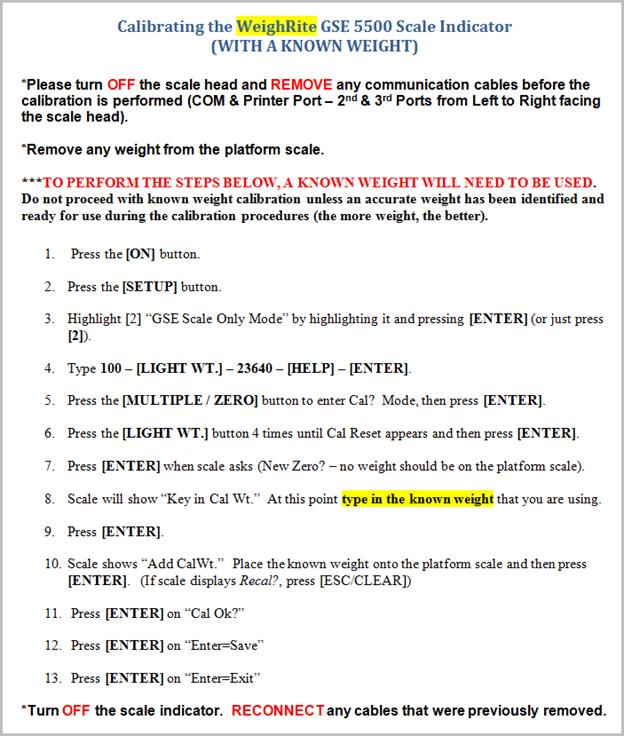 Calibrating the WeighRite GSE 5500 Scale Indicator
(WITH A KNOWN WEIGHT)
*Please turn OFF the scale head and REMOVE any communication cables before the
calibration is performed (COM & Printer Port – 2nd & 3rd Ports from Left to Right facing
the scale head).
*Remove any weight from the platform scale.
***TO PERFORM THE STEPS BELOW, A KNOWN WEIGHT WILL NEED TO BE USED.
Do not proceed with known weight calibration unless an accurate weight has been identified and
ready for use during the calibration procedures (the more weight, the better).
1. Press the [ON] button.
2. Press the [SETUP] button.
3. Highlight [2] “GSE Scale Only Mode” by highlighting it and pressing [ENTER] (or just press
[2]).
4. Type 100 – [LIGHT WT.] – 23640 – [HELP] – [ENTER].
5. Press the [MULTIPLE / ZERO] button to enter Cal? Mode, then press [ENTER].
6. Press the [LIGHT WT.] button 4 times until Cal Reset appears and then press [ENTER].
7. Press [ENTER] when scale asks (New Zero? – no weight should be on the platform scale).
8. Scale will show “Key in Cal Wt.” At this point type in the known weight that you are using.
9. Press [ENTER].
10. Scale shows “Add CalWt.” Place the known weight onto the platform scale and then press
[ENTER]. (If scale displays Recal?, press [ESC/CLEAR])
11. Press [ENTER] on “Cal Ok?”
12. Press [ENTER] on “Enter=Save”
13. Press [ENTER] on “Enter=Exit”
*Turn OFF the scale indicator. RECONNECT any cables that were previously removed.